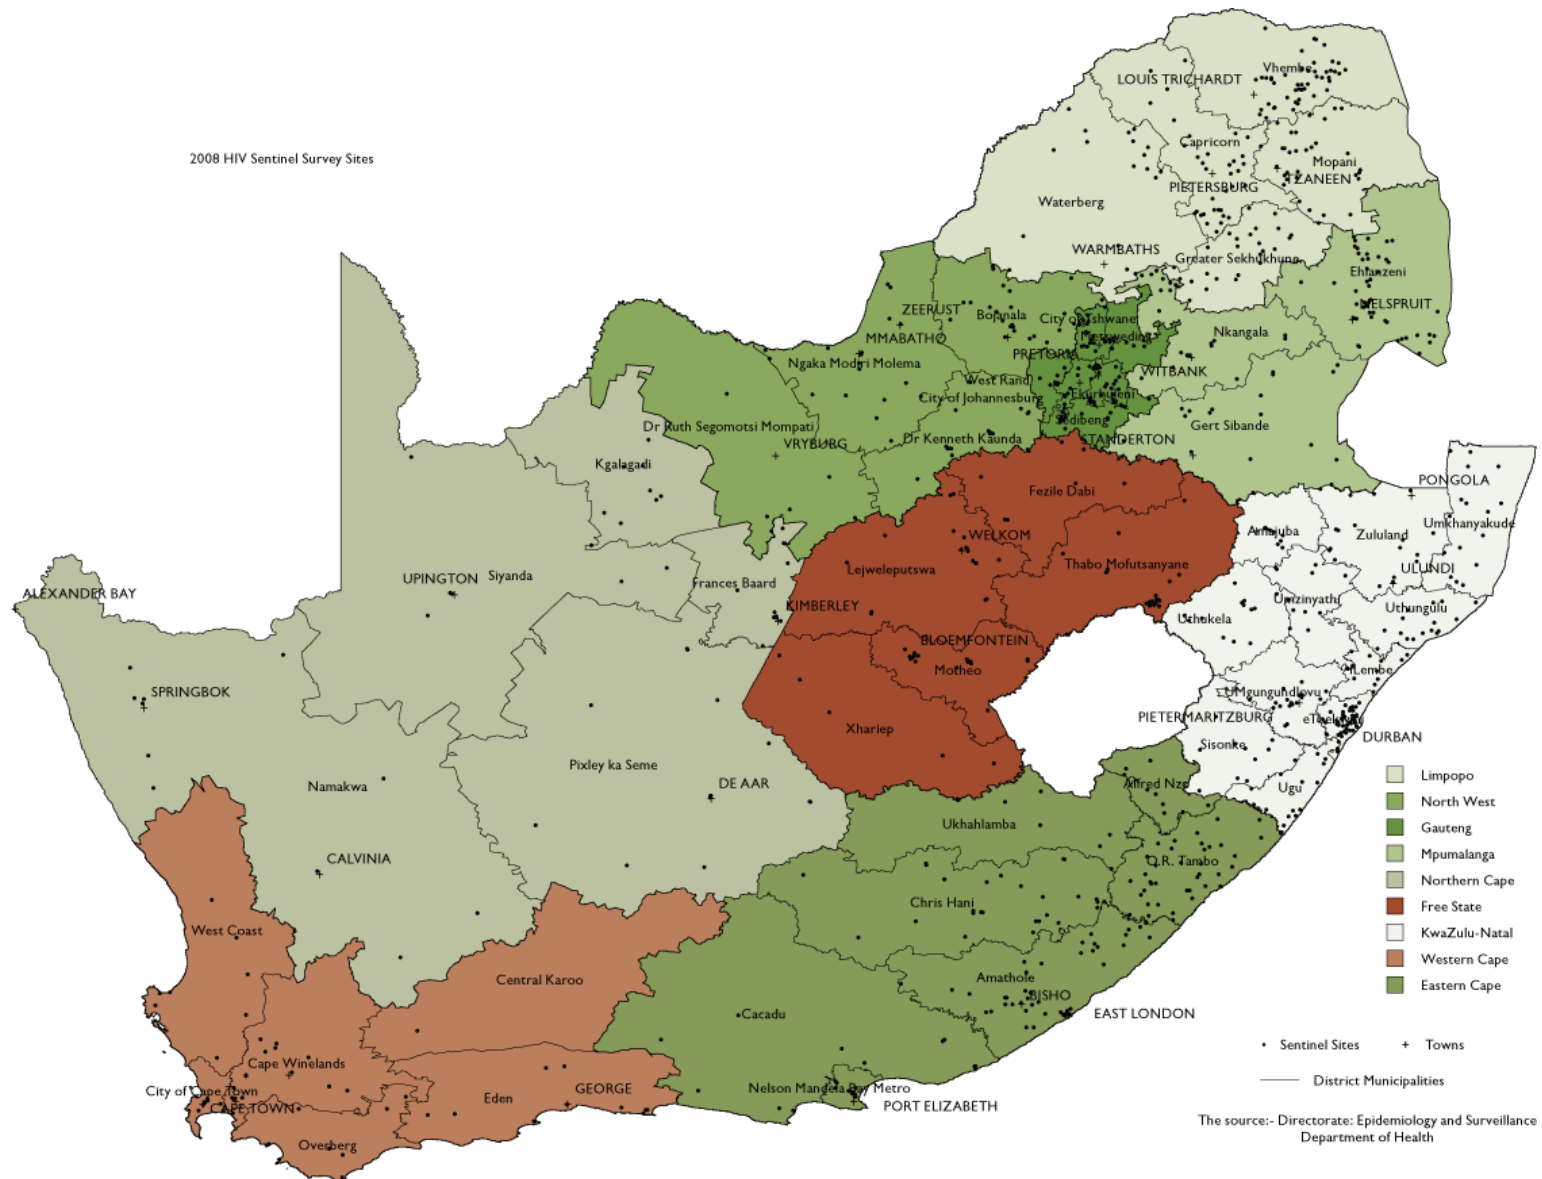 2008 HIV Sentinel Survey Sites
Vhembe
LOUIS TRICHARDT
Capricorn
Mopani
TZANEEN
PIETERSBURG
Waterberg
WARMBATHS
Greater Sekhukhune
Ehlanzeni
NELSPRUIT
ZEERUST
Bojanala
City of Tshwane
MMABATHO
Nkangala
PRETORIA
Ngaka Modiri Molema
WITBANK
West Rand
City of Johannesburg
Ekurhuleni
Sedibeng
Gert Sibande
Dr Ruth Segomotsi Mompati
VRYBURG
Dr Kenneth Kaunda
STANDERTON
Kgalagadi
PONGOLA
Fezile Dabi
Umkhanyakude
Amajuba
Zululand
WELKOM
Thabo Mofutsanyane
Lejweleputswa
ULUNDI
UPINGTON
Siyanda
Frances Baard
ALEXANDER BAY
KIMBERLEY
Umzinyathi
Uthungulu
Uthukela
BLOEMFONTEIN
Motheo
iLembe
SPRINGBOK
UMgungundlovu
PIETERMARITZBURG
eThekwini
Xhariep
DURBAN
Sisonke
Pixley ka Seme
DE AAR
Namakwa
Alfred Nzo
Ugu
Ukhahlamba
CALVINIA
O.R. Tambo
Chris Hani
West Coast
Central Karoo
Amathole
BISHO
Cacadu
EAST LONDON
Cape Winelands
City of Cape Town
CAPE TOWN
Eden
GEORGE
Nelson Mandela Bay Metro
PORT ELIZABETH
Overberg
Limpopo
North West
Gauteng
Mpumalanga
Northern Cape
Free State
KwaZulu-Natal
Western Cape
Eastern Cape
Sentinel Sites
Towns
District Municipalities
The source:- Directorate: Epidemiology and Surveillance
Department of Health